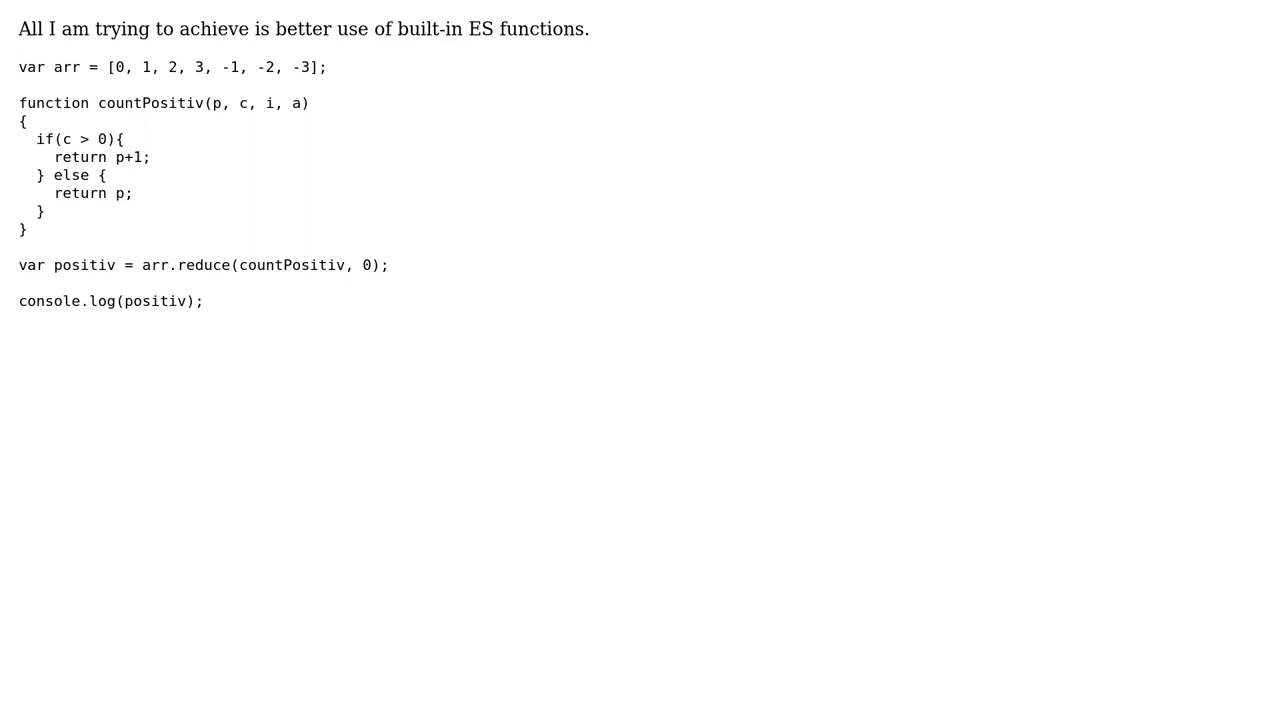 All I am trying to achieve is better use of built-in ES functions.
var arr = [0, 1, 2, 3, -1, -2, -3];
function countPositiv(p, c, i, a)
{
  if(c > 0){
    return p+1;
  } else {
    return p;
  }
}
var positiv = arr.reduce(countPositiv, 0);
console.log(positiv);